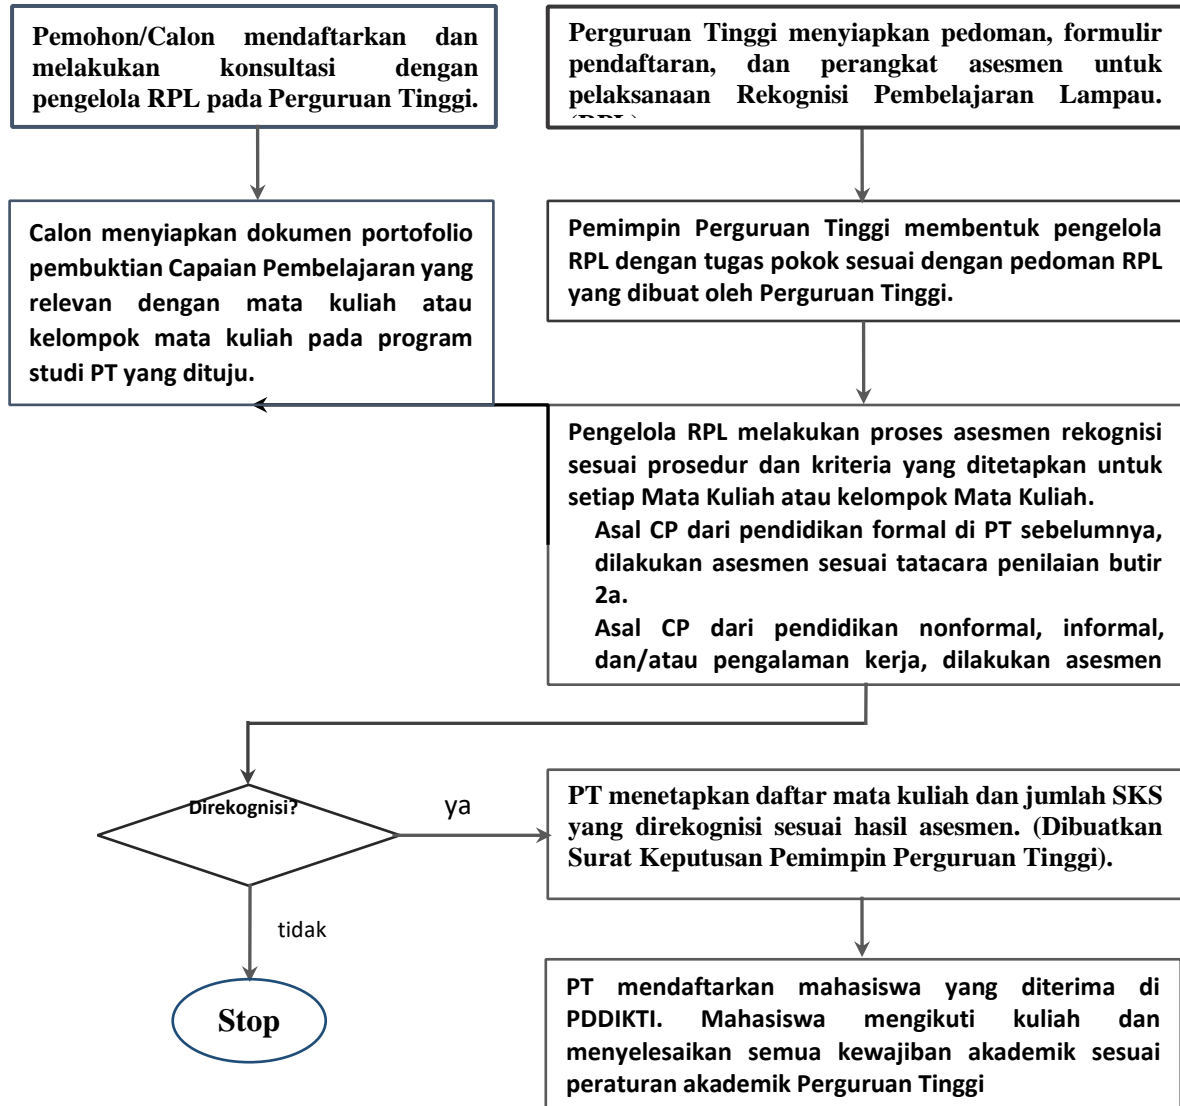 Pemohon/Calon mendaftarkan dan
melakukan konsultasi dengan
pengelola RPL pada Perguruan Tinggi.
Perguruan Tinggi menyiapkan pedoman, formulir
pendaftaran, dan perangkat asesmen untuk
pelaksanaan Rekognisi Pembelajaran Lampau.
Calon menyiapkan dokumen portofolio
pembuktian Capaian Pembelajaran yang
relevan dengan mata kuliah atau
kelompok mata kuliah pada program
studi PT yang dituju.
Pemimpin Perguruan Tinggi membentuk pengelola
RPL dengan tugas pokok sesuai dengan pedoman RPL
yang dibuat oleh Perguruan Tinggi.
Pengelola RPL melakukan proses asesmen rekognisi
sesuai prosedur dan kriteria yang ditetapkan untuk
setiap Mata Kuliah atau kelompok Mata Kuliah.
Asal CP dari pendidikan formal di PT sebelumnya,
dilakukan asesmen sesuai tatacara penilaian butir
2a.
Asal CP dari pendidikan nonformal, informal,
dan/atau pengalaman kerja, dilakukan asesmen
Direkognisi?
ya
tidak
Stop
PT menetapkan daftar mata kuliah dan jumlah SKS
yang direkognisi sesuai hasil asesmen. (Dibuatkan
Surat Keputusan Pemimpin Perguruan Tinggi).
PT mendaftarkan mahasiswa yang diterima di
PDDIKTI. Mahasiswa mengikuti kuliah dan
menyelesaikan semua kewajiban akademik sesuai
peraturan akademik Perguruan Tinggi